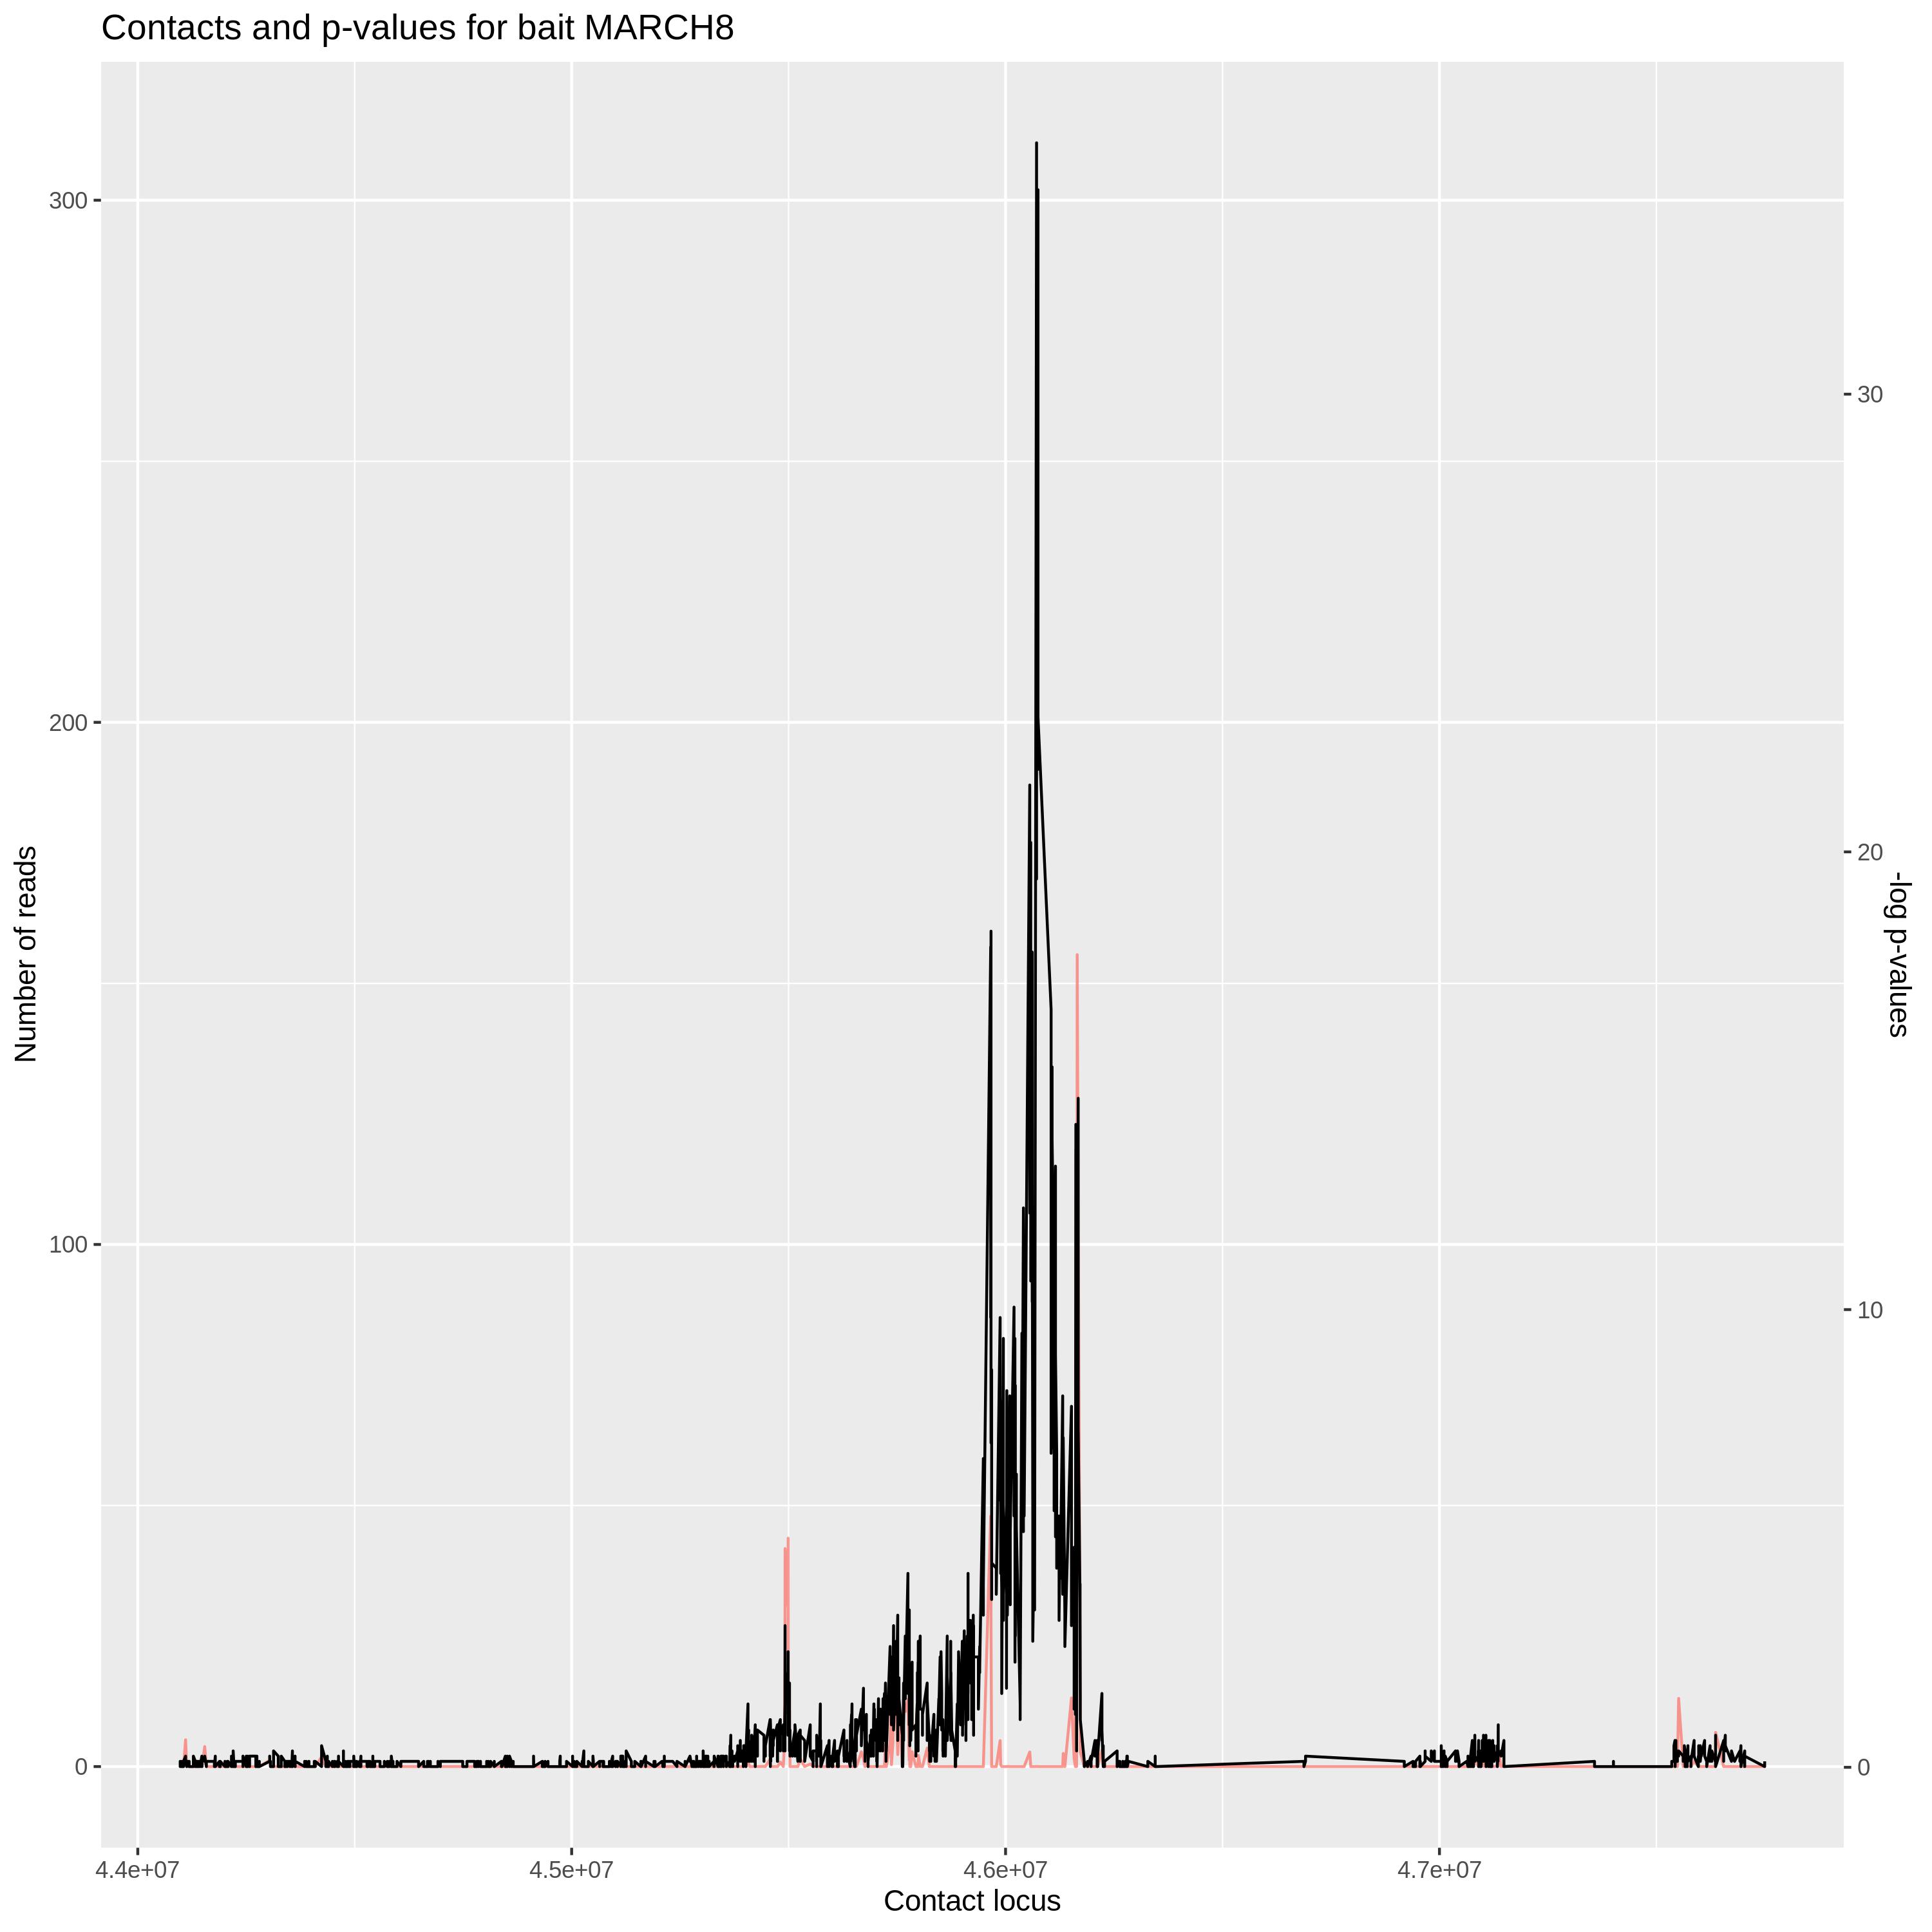 Contacts and p-values for bait MARCH8
300
200
100
0
Number of reads
30
20
10
0
-log p-values
4.4e+07
4.5e+07
4.6e+07
4.7e+07
Contact locus